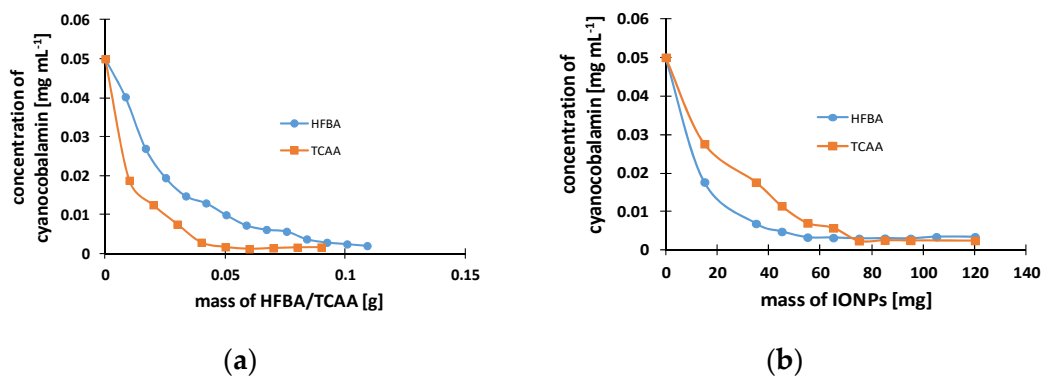 concentration of
cyanocobalamin [mg mL-1]
0.06
0.05
0.04
0.03
0.02
0.01
0
HFBA
TCAA
0
0.05
0.1
0.15
mass of HFBA/TCAA [g]
(a)
concentration of
cyanocobalamin [mg mL-1]
0.06
0.05
0.04
0.03
0.02
0.01
0
HFBA
TCAA
0
20
40
60
80
100
120
140
mass of IONPs [mg]
(b)